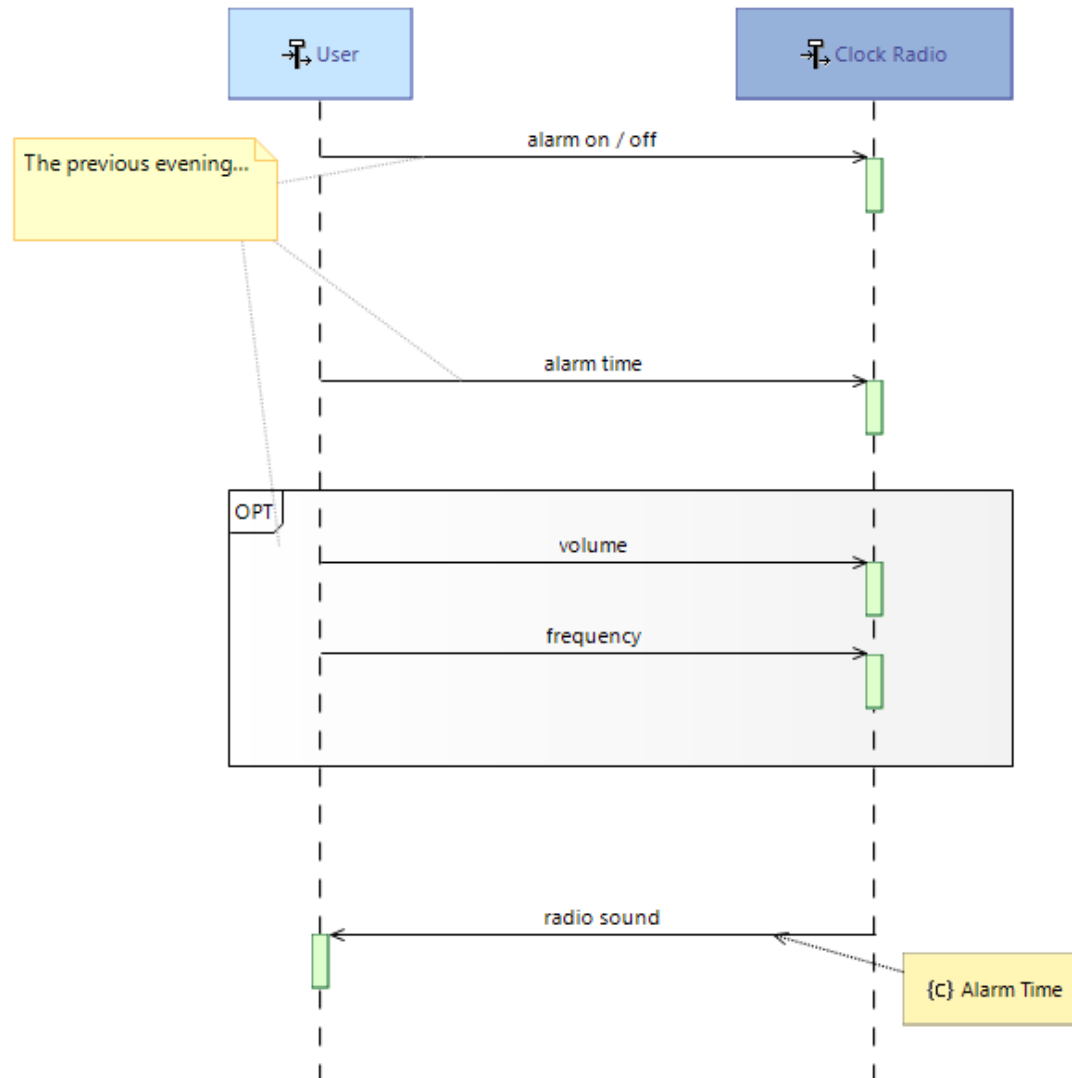 User
Clock Radio
alarm on / off
The previous evening...
alarm time
OPT
volume
frequency
radio sound
{c} Alarm Time